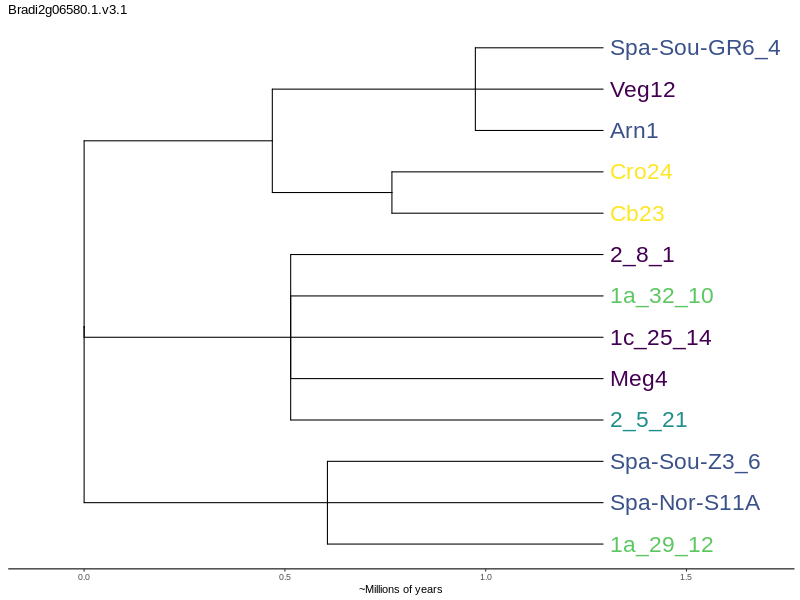 Bradi2g06580.1.v3.1
Spa-Sou-GR6_4
Veg12
Arn1
Cro24
Cb23
2_8_1
1a_32_10
1c_25_14
Meg4
2_5_21
Spa-Sou-Z3_6
Spa-Nor-S11A
1a_29_12
0.0 0.5 1.0 1.5
~Millions of years